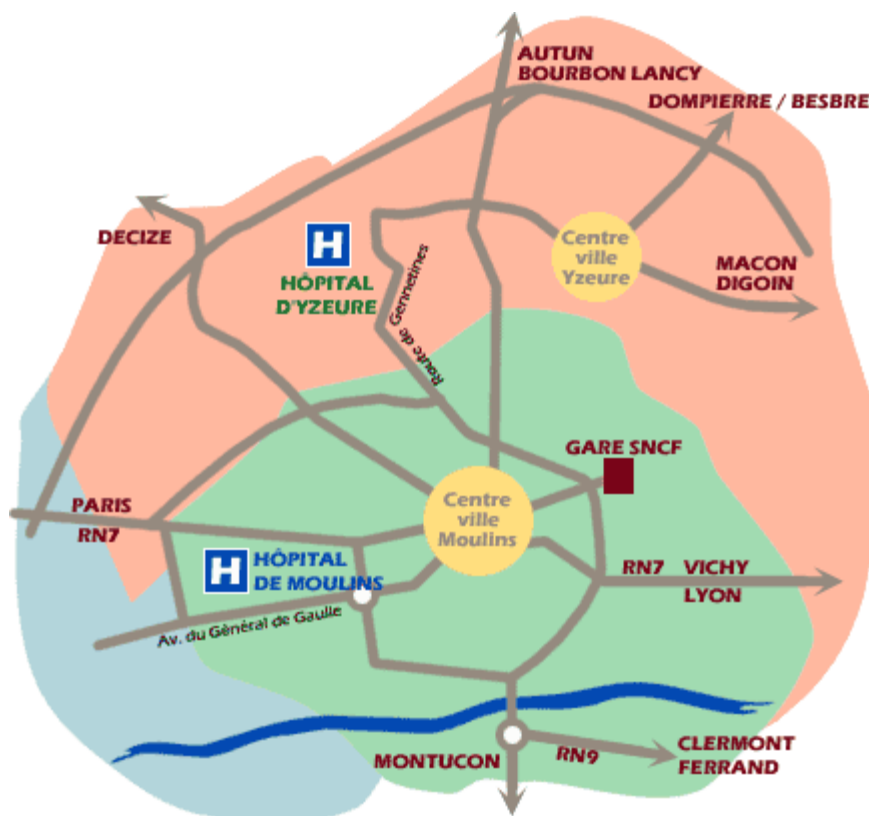 AUTUN
BOURBON LANCY
DOMPIERRE / BESBRE
DECIZE
H
HÔPITAL
D'YZEURE
Centre
ville
Yzeure
MACON
DIGOIN
Route de Gennetines
GARE SNCF
PARIS
RN7
Centre
ville
Moulins
H
HÔPITAL
DE MOULINS
RN7 VICHY
LYON
Av. du Général de Gaulle
MONTUCON
RN9
CLERMONT
FERRAND